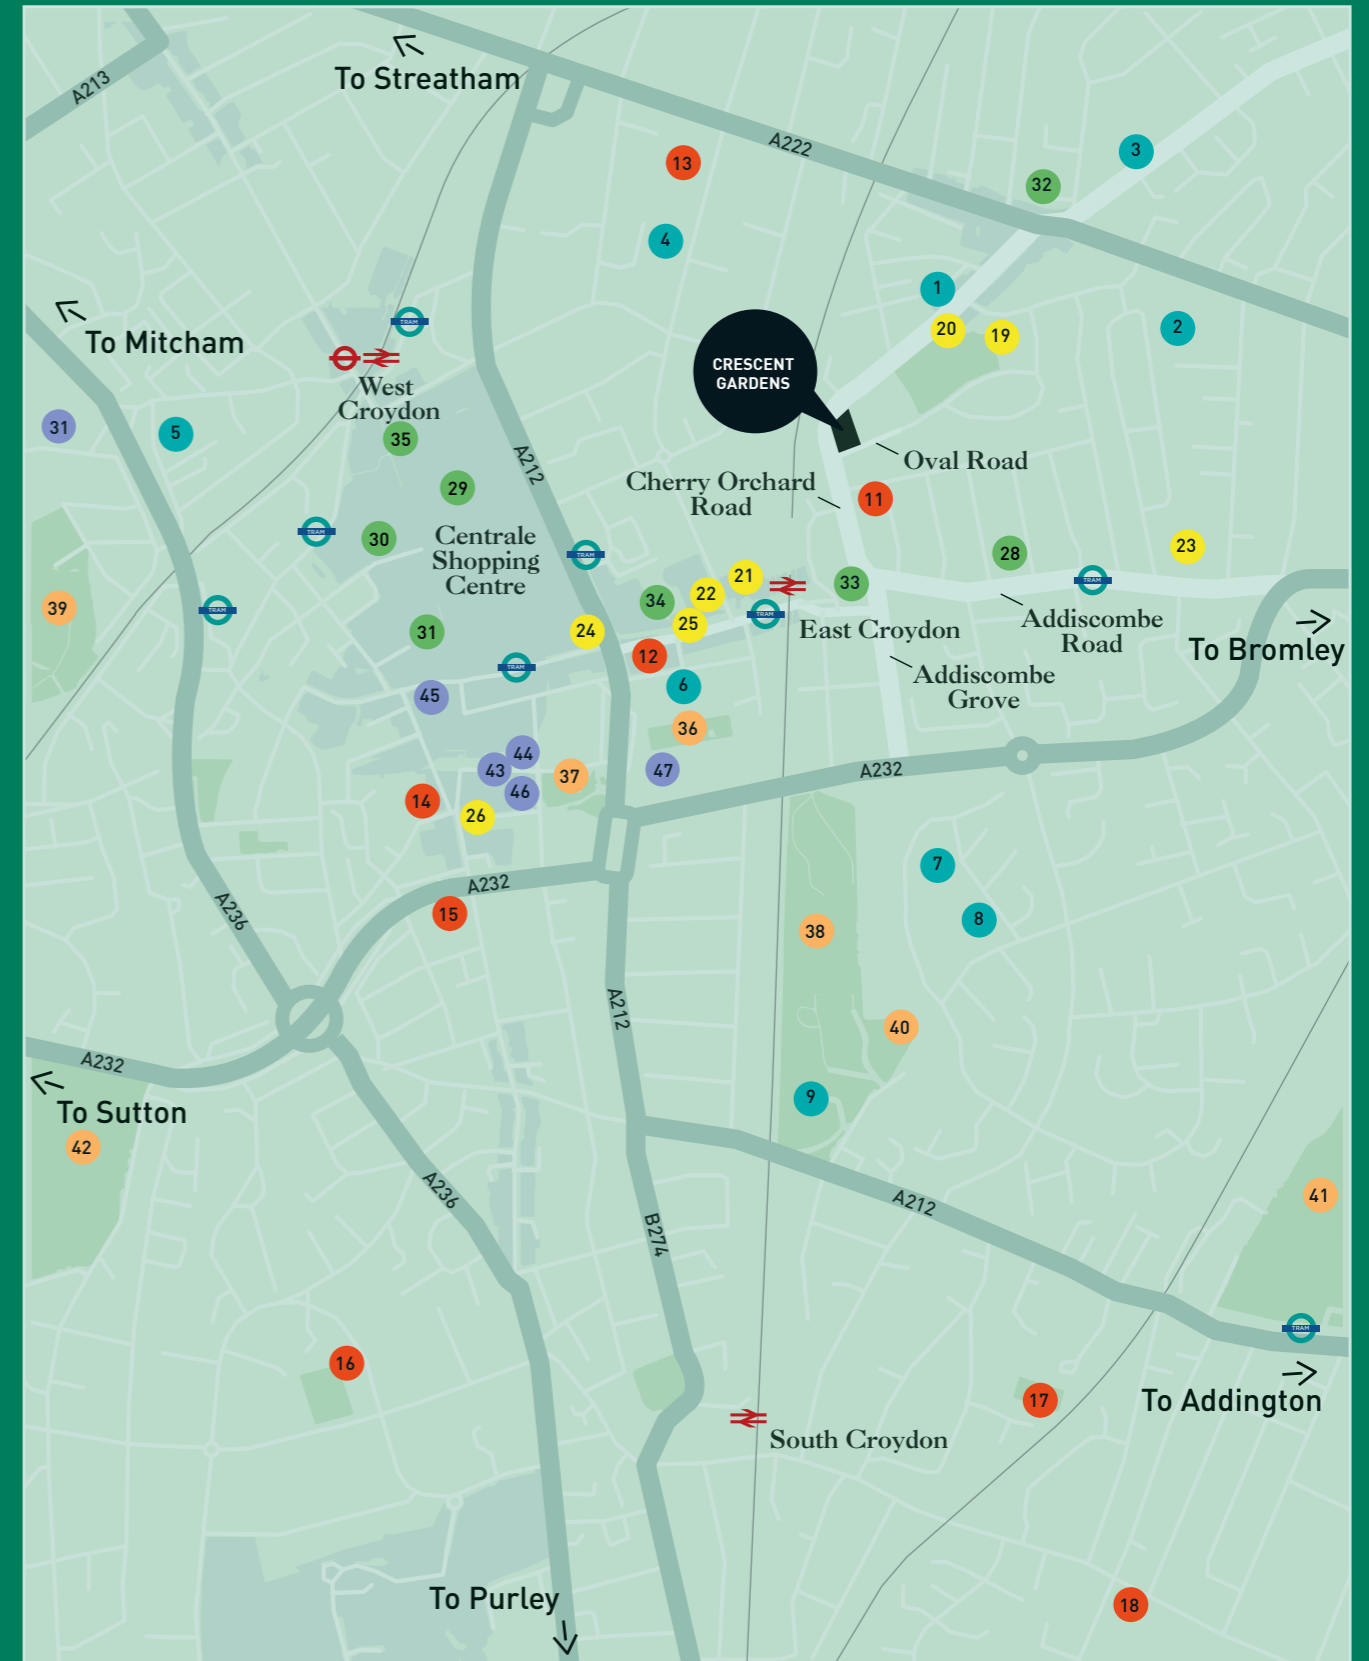 To Streatham
A213
A222
3
13
32
4
1
2
20
19
To Mitcham
TRAM
CRESCENT
GARDENS
West
Croydon
31
5
35
A212
Oval Road
Cherry Orchard
Road
29
11
Centrale
Shopping
Centre
30
TRAM
TRAM
23
28
21
33
TRAM
22
34
39
TRAM
25
TRAM
24
31
East Croydon
Addiscombe
Road
To Bromley
12
TRAM
6
45
Addiscombe
Grove
36
44
43
37
47
A232
46
14
26
7
A232
15
A236
8
38
A212
40
A232
9
To Sutton
42
A236
A212
41
B274
TRAM
16
To Addington
17
South Croydon
To Purley
18